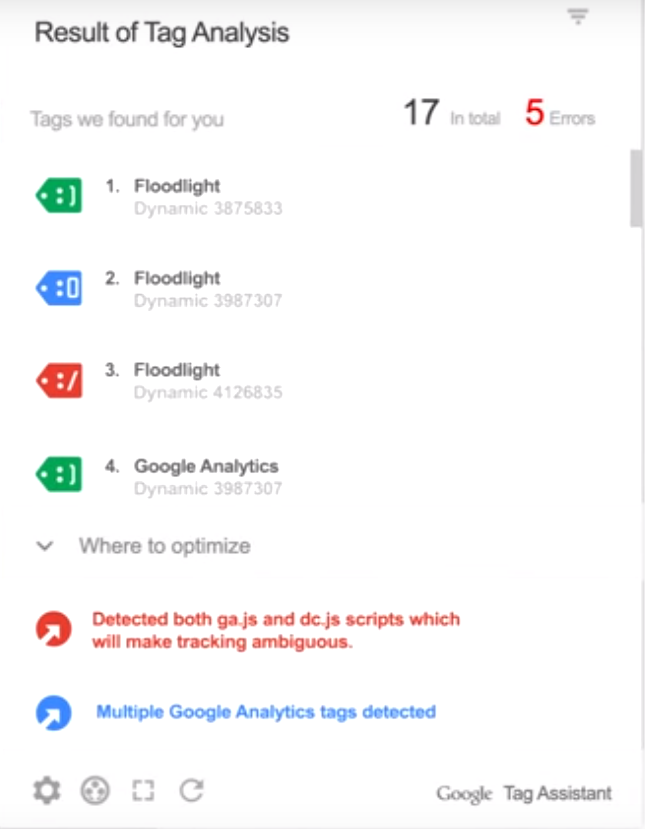 Result of Tag Analysis
Tags we found for you 17 In total 5 Errors
:) 1. Floodlight
Dynamic 3875833
:0 2. Floodlight
Dynamic 3987307
:/ 3. Floodlight
Dynamic 4126835
:) 4. Google Analytics
Dynamic 3987307
Where to optimize
Detected both ga.js and dc.js scripts which
will make tracking ambiguous.
Multiple Google Analytics tags detected
Google Tag Assistant